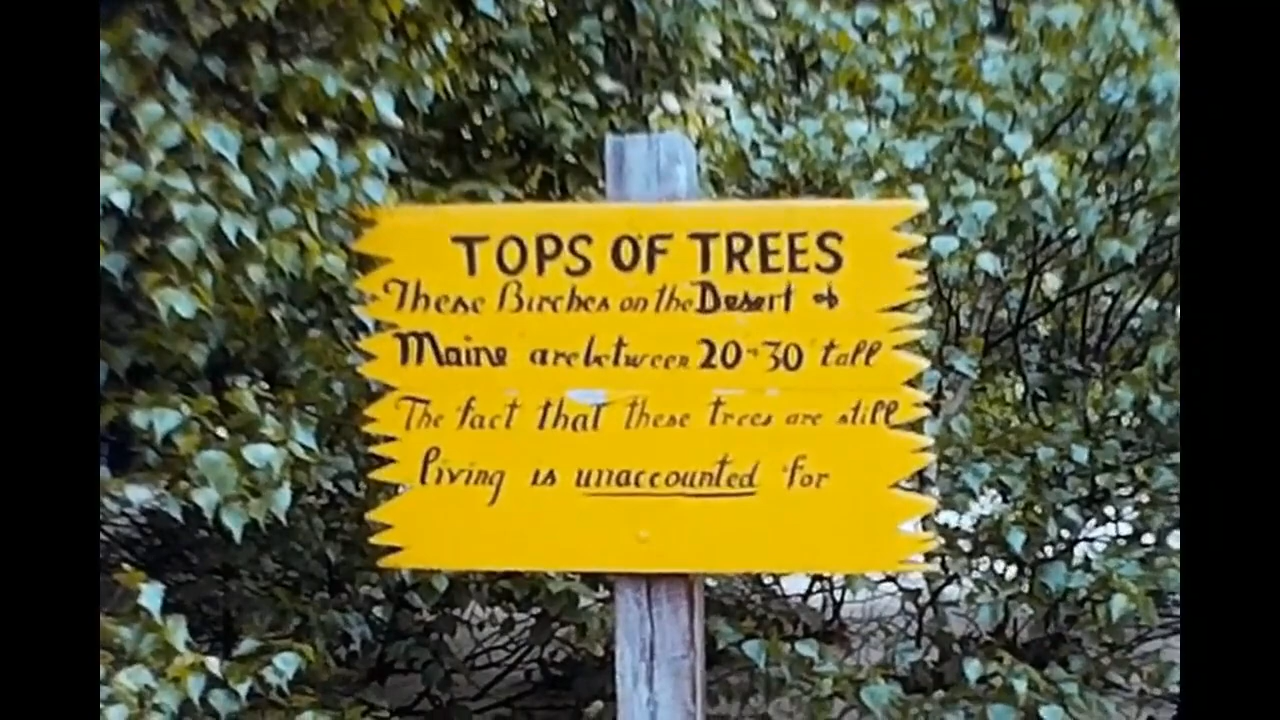 TOPS OF TREES
These Birches on the Desert of
Maine are between 20-30 tall
The fact that these trees are still
living is unaccounted for